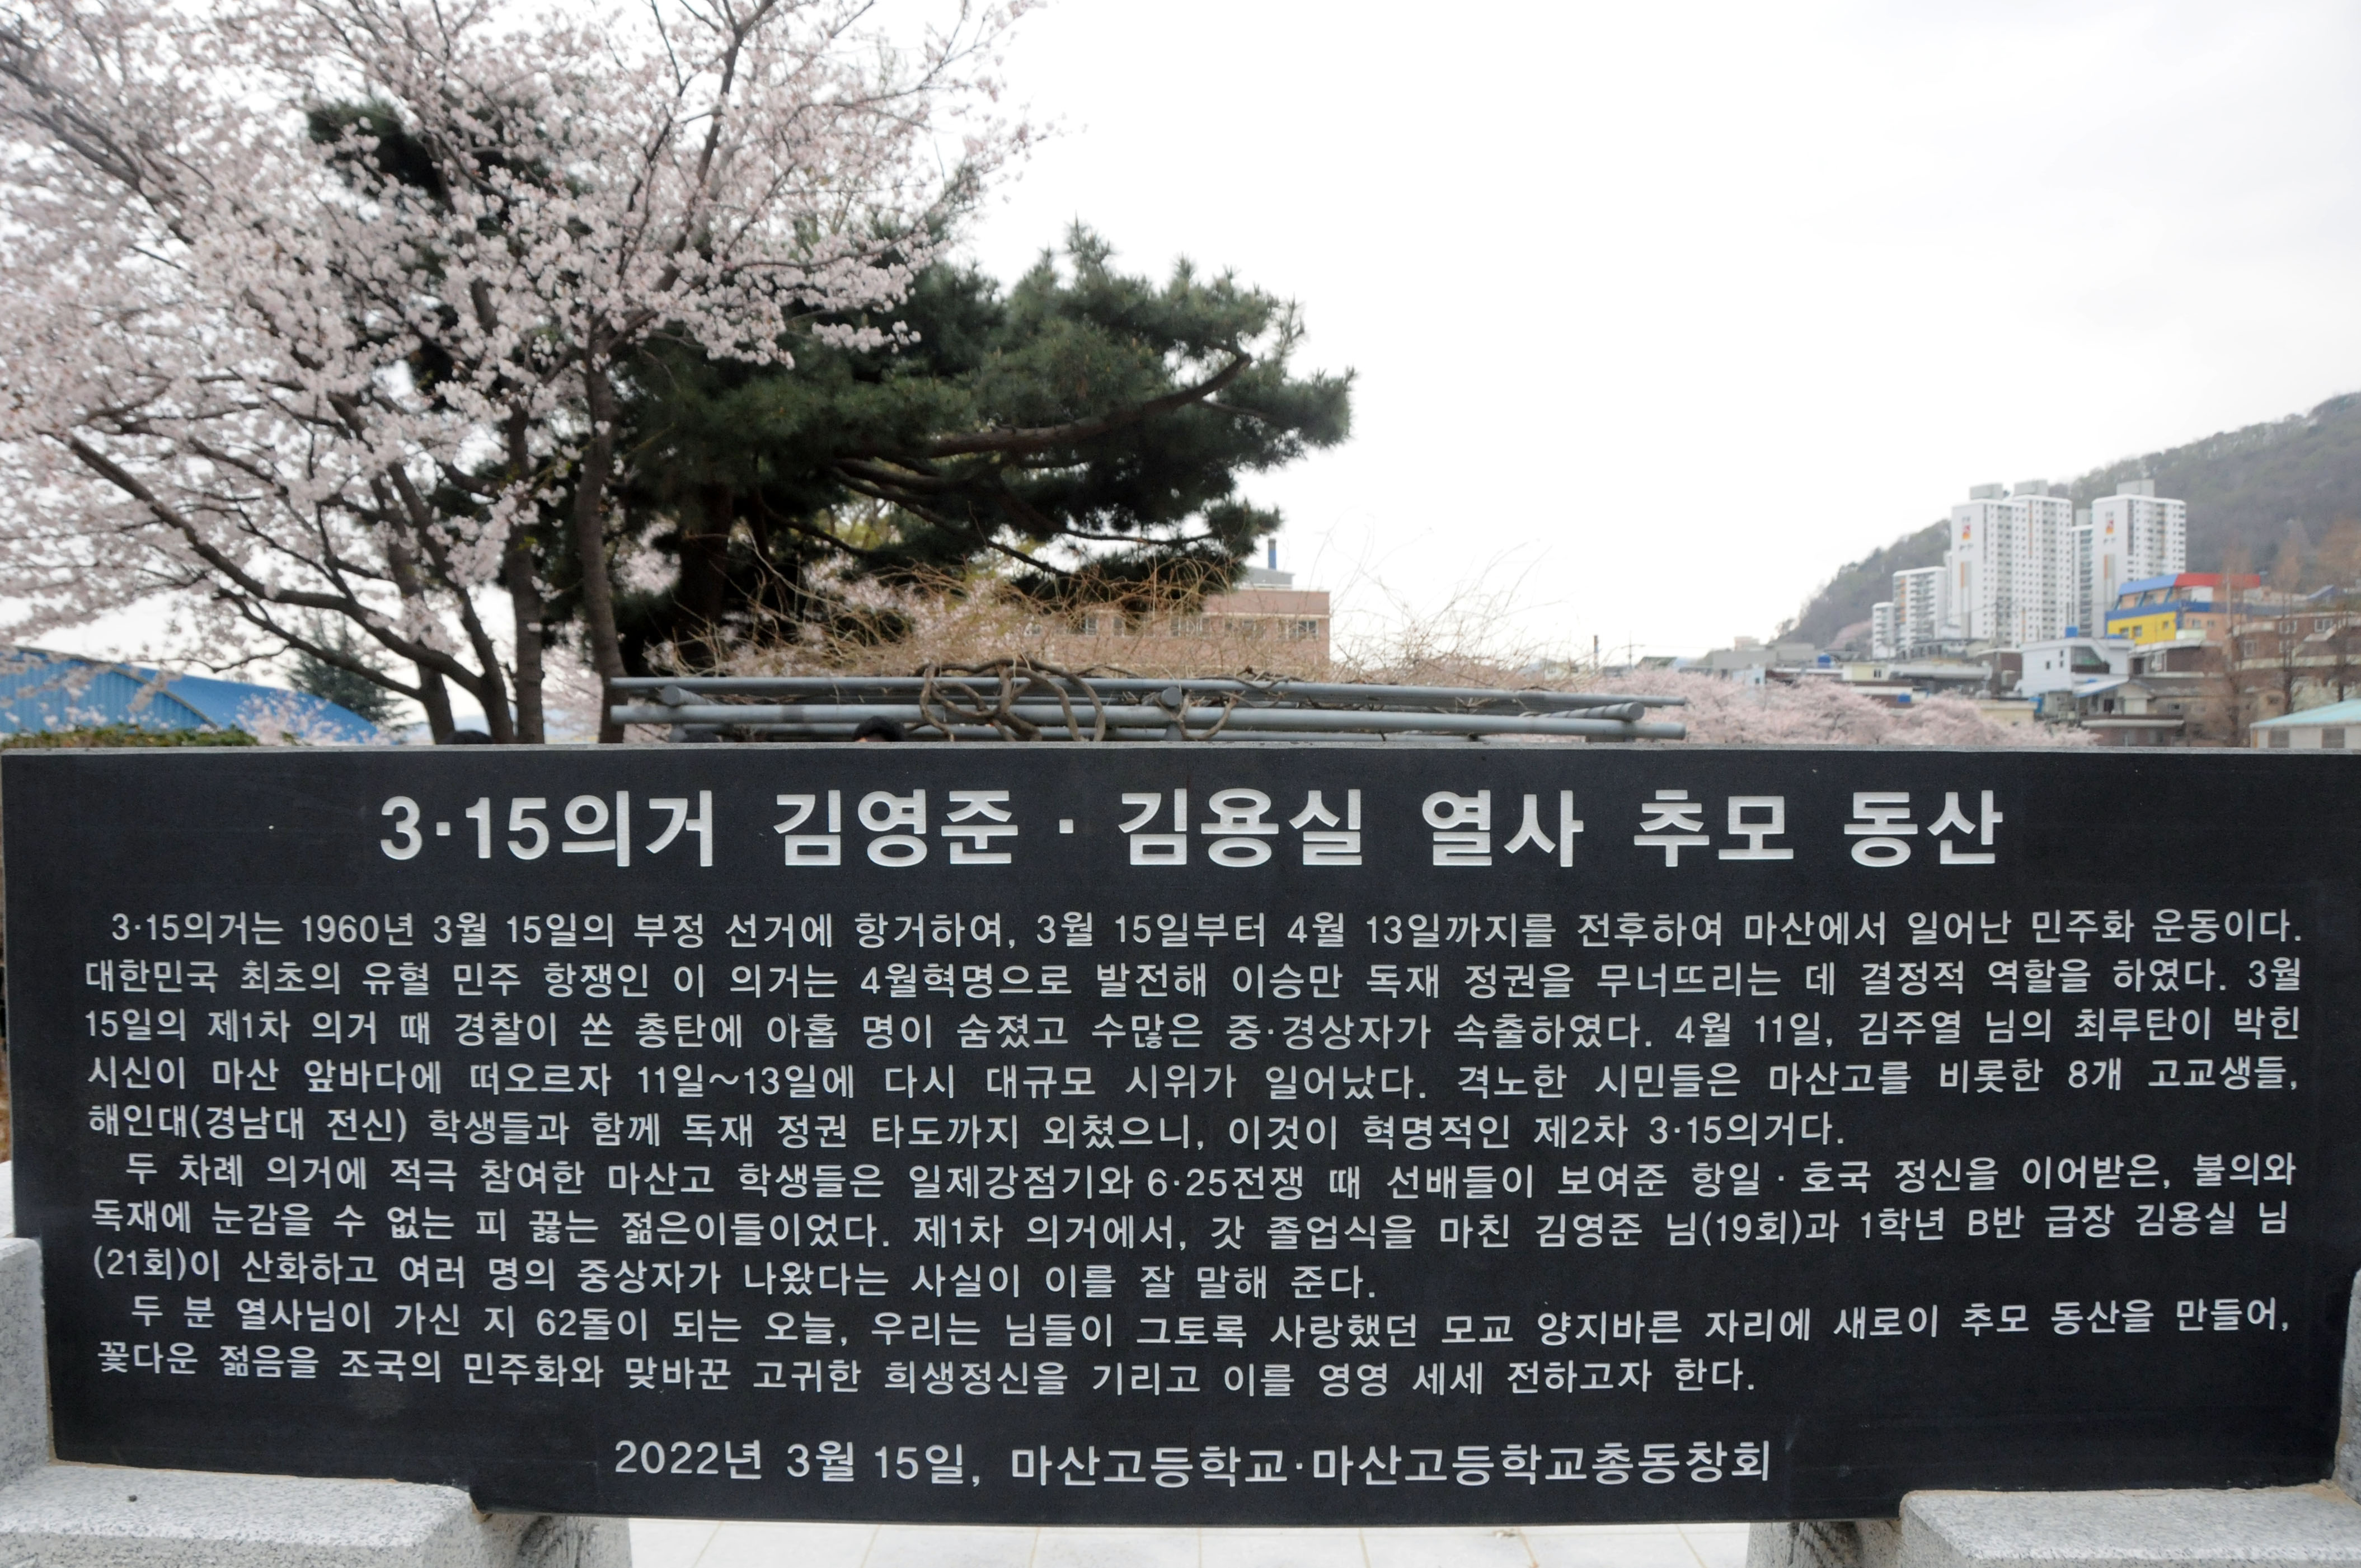 3·15의거 김영준 · 김용실 열사 추모 동산
3·15의거는 1960년 3월 15일의 부정 선거에 항거하여, 3월 15일부터 4월 13일까지를 전후하여 마산에서 일어난 민주화 운동이다.
대한민국 최초의 유혈 민주 항쟁인 이 의거는 4월혁명으로 발전해 이승만 독재 정권을 무너뜨리는 데 결정적 역할을 하였다. 3월
15일의 제1차 의거 때 경찰이 쏜 총탄에 아홉 명이 숨졌고 수많은 중·경상자가 속출하였다. 4월 11일, 김주열 님의 최루탄이 박힌
시신이 마산 앞바다에 떠오르자 11일~13일에 다시 대규모 시위가 일어났다. 격노한 시민들은 마산고를 비롯한 8개 고교생들,
해인대(경남대 전신) 학생들과 함께 독재 정권 타도까지 외쳤으니, 이것이 혁명적인 제2차 3·15의거다.
두 차례 의거에 적극 참여한 마산고 학생들은 일제강점기와 6·25전쟁 때 선배들이 보여준 항일 · 호국 정신을 이어받은, 불의와
독재에 눈감을 수 없는 피 끓는 젊은이들이었다. 제1차 의거에서, 갓 졸업식을 마친 김영준 님(19회)과 1학년 B반 급장 김용실 님
(21회)이 산화하고 여러 명의 중상자가 나왔다는 사실이 이를 잘 말해 준다.
두 분 열사님이 가신 지 62돌이 되는 오늘, 우리는 님들이 그토록 사랑했던 모교 양지바른 자리에 새로이 추모 동산을 만들어,
꽃다운 젊음을 조국의 민주화와 맞바꾼 고귀한 희생정신을 기리고 이를 영영 세세 전하고자 한다.
2022년 3월 15일, 마산고등학교·마산고등학교총동창회